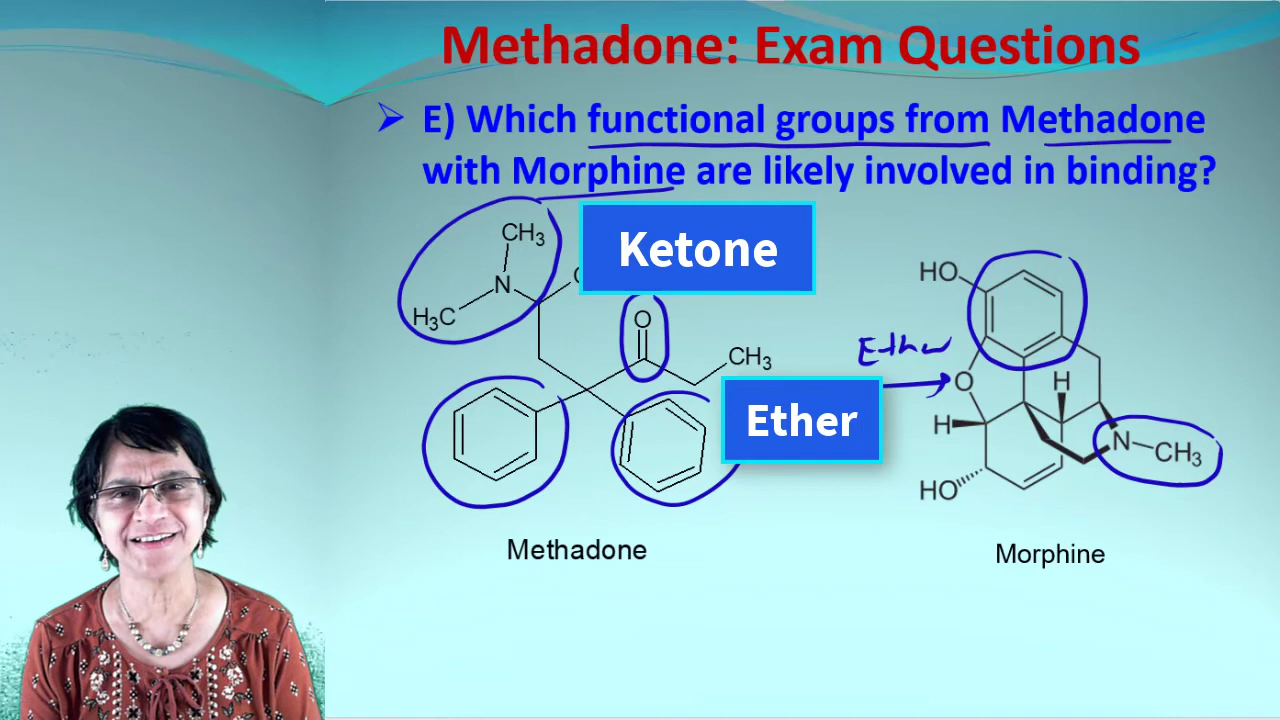 Methadone: Exam Questions
➢ E) Which functional groups from Methadone
with Morphine are likely involved in binding?
CH3
N
H3C
Ketone
O
CH3
Ether
Methadone
Ether
HO
O
H
H
N-CH3
HO
Morphine